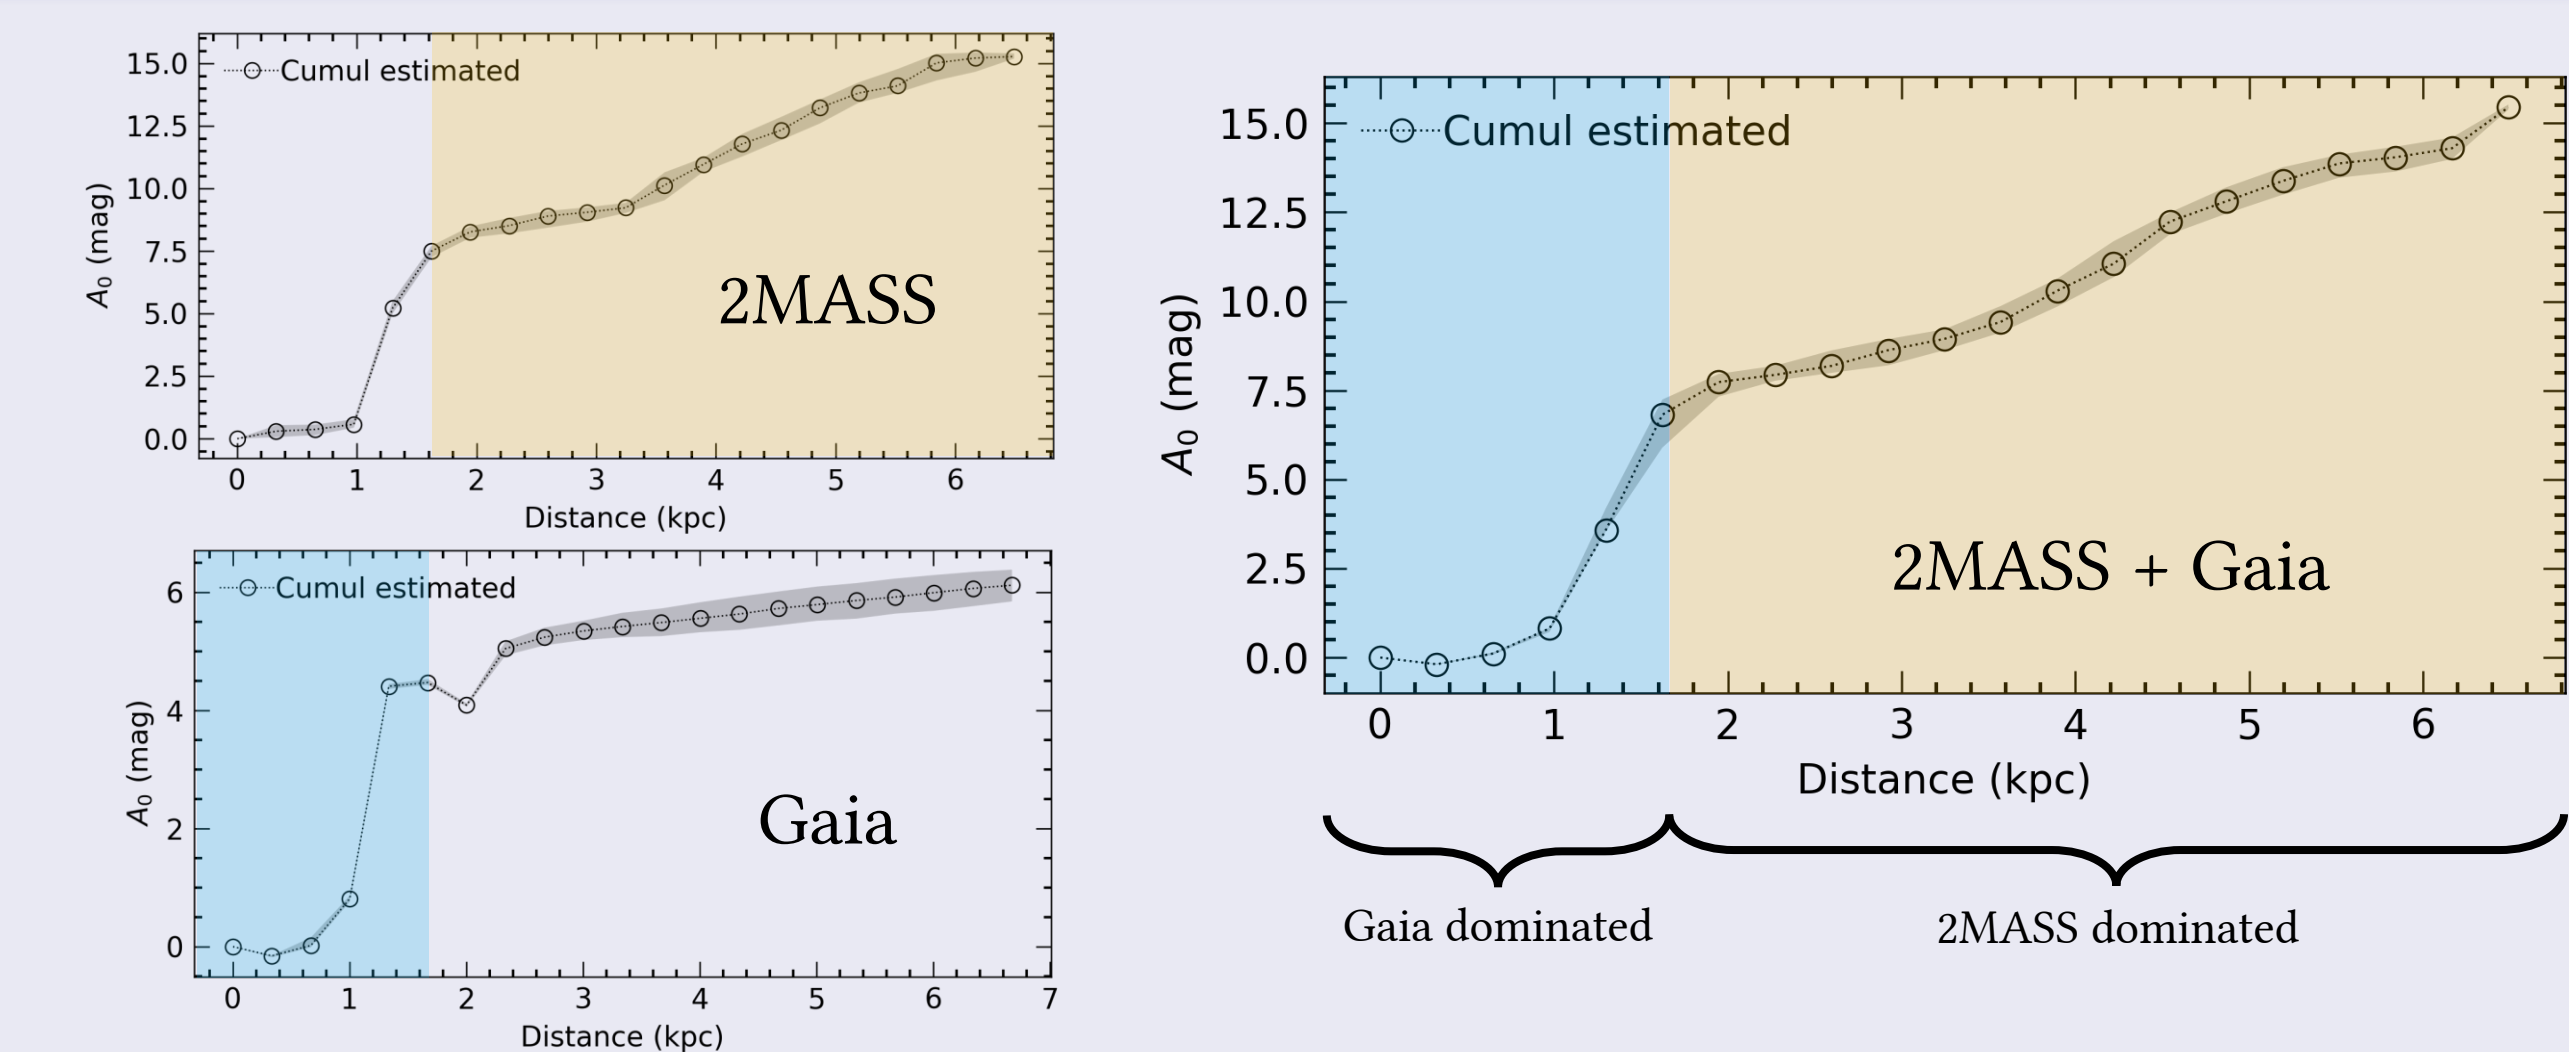 Cumul estimated
15.0
12.5
10.0
7.5
5.0
2.5
0.0
A₀ (mag)
2MASS
0 1 2 3 4 5 6
Distance (kpc)
Cumul estimated
6
4
2
0
A₀ (mag)
Gaia
0 1 2 3 4 5 6 7
Distance (kpc)
Cumul estimated
15.0
12.5
10.0
7.5
5.0
2.5
0.0
A₀ (mag)
2MASS + Gaia
0 1 2 3 4 5 6
Distance (kpc)
Gaia dominated
2MASS dominated